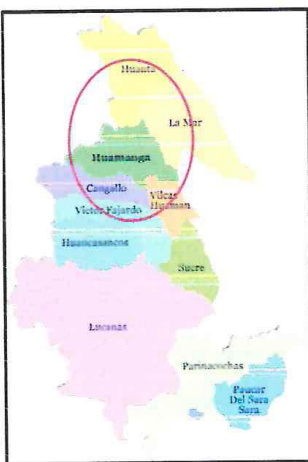 Huanta
La Mar
Huamanga
Cangallo
Vilcas
Huaman
Victor Fajardo
Huancasancos
Sucre
Lucanas
Parinacochas
Paucar
Del Sara
Sara